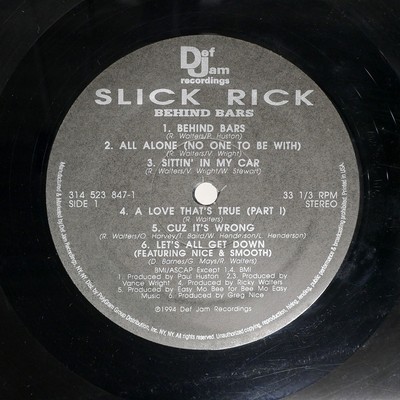 Def
Jam
recordings
SLICK RICK
BEHIND BARS
1. BEHIND BARS
(R. Walters/P. Huston)
2. ALL ALONE (NO ONE TO BE WITH)
(R. Walters/V. Wright)
3. SITTIN' IN MY CAR
(R. Walters/V. Wright/W. Stewart)
314 523 847-1
SIDE 1
33 1/3 RPM
STEREO
4. A LOVE THAT'S TRUE (PART I)
(R. Walters)
5. CUZ IT'S WRONG
(R. Walters/O. Harvey/T. Baird/W. Henderson/L. Henderson)
6. LET'S ALL GET DOWN
(FEATURING NICE & SMOOTH)
(D. Barnes/G. Mays/R. Walters)
BMI/ASCAP Except 1,4. BMI
1. Produced by Paul Huston 2,3. Produced by
Vance Wright 4. Produced by Ricky Walters
5. Produced by Easy Mo Bee for Bee Mo Easy
Music 6. Produced by Greg Nice
©1994 Def Jam Recordings